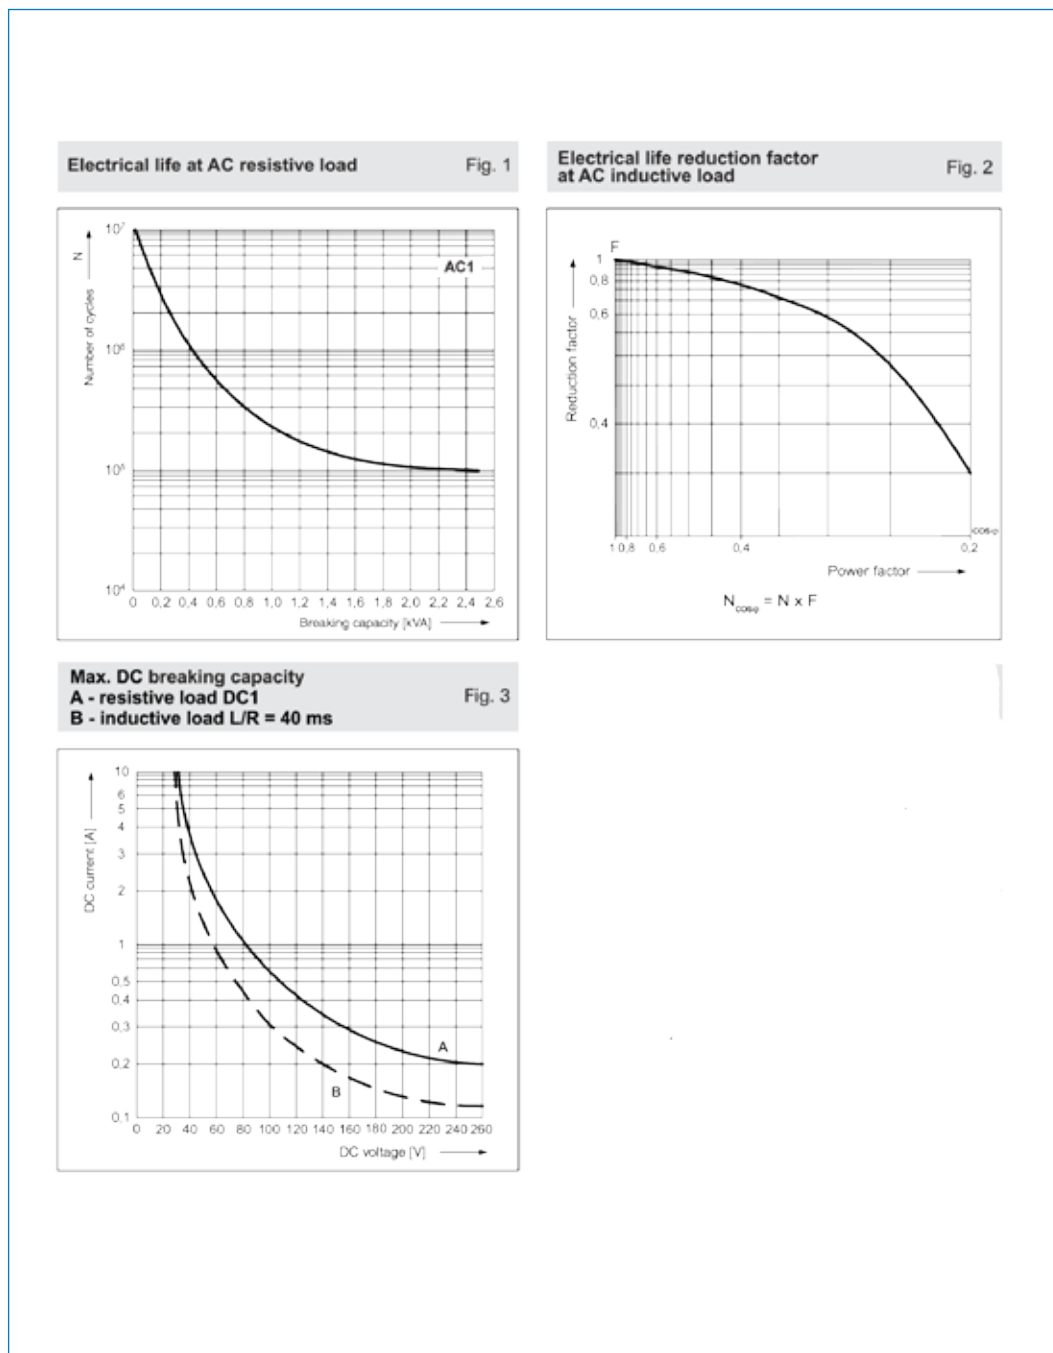 Electrical life at AC resistive load Fig. 1
N
Number of cycles
10⁷
10⁶
10⁵
10⁴
AC1
0 0,2 0,4 0,6 0,8 1,0 1,2 1,4 1,6 1,8 2,0 2,2 2,4 2,6
Breaking capacity [kVA]
Electrical life reduction factor
at AC inductive load Fig. 2
F
Reduction factor
1
0,8
0,6
0,4
cosφ
1 0,8 0,6 0,4 0,2
Power factor
N cosφ = N x F
Max. DC breaking capacity
A - resistive load DC1 Fig. 3
B - inductive load L/R = 40 ms
DC current [A]
10
6
5
4
3
2
1
0,5
0,4
0,3
0,2
0,1
A
B
0 20 40 60 80 100 120 140 160 180 200 220 240 260
DC voltage [V]